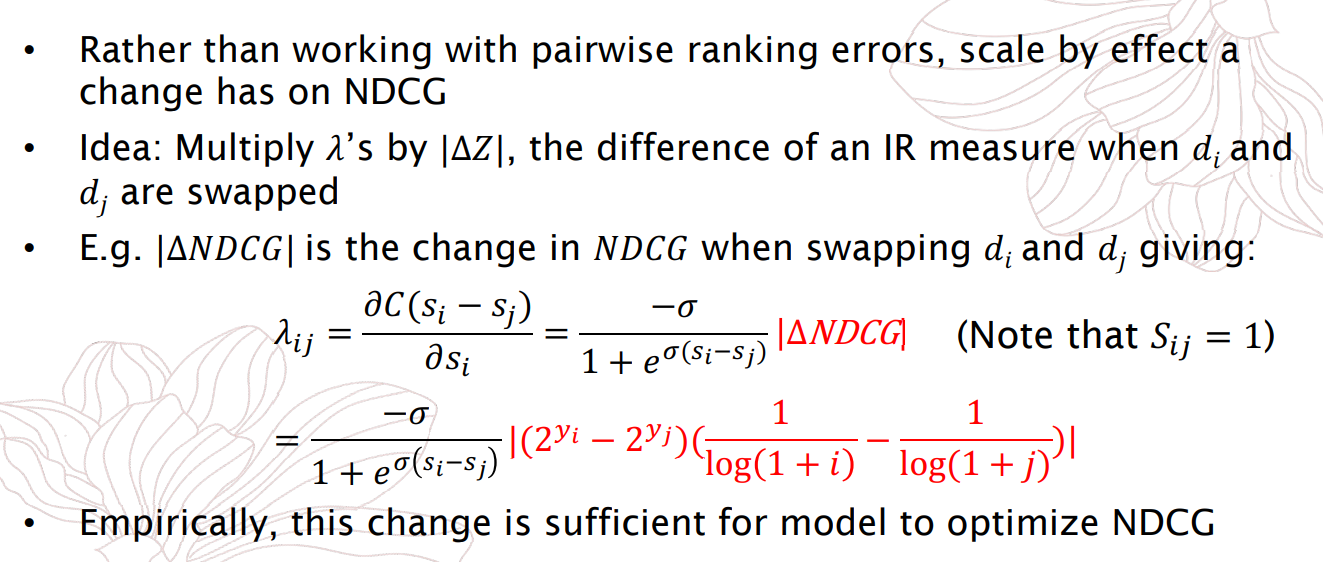 • Rather than working with pairwise ranking errors, scale by effect a
change has on NDCG
• Idea: Multiply λ's by |ΔZ|, the difference of an IR measure when dᵢ and
dⱼ are swapped
• E.g. |ΔNDCG| is the change in NDCG when swapping dᵢ and dⱼ giving:
λᵢⱼ = ∂C(sᵢ − sⱼ) / ∂sᵢ = −σ / (1 + e^σ(sᵢ−sⱼ)) |ΔNDCG| (Note that Sᵢⱼ = 1)
= −σ / (1 + e^σ(sᵢ−sⱼ)) |(2^yᵢ − 2^yⱼ)(1 / log(1 + i) − 1 / log(1 + j))|
• Empirically, this change is sufficient for model to optimize NDCG